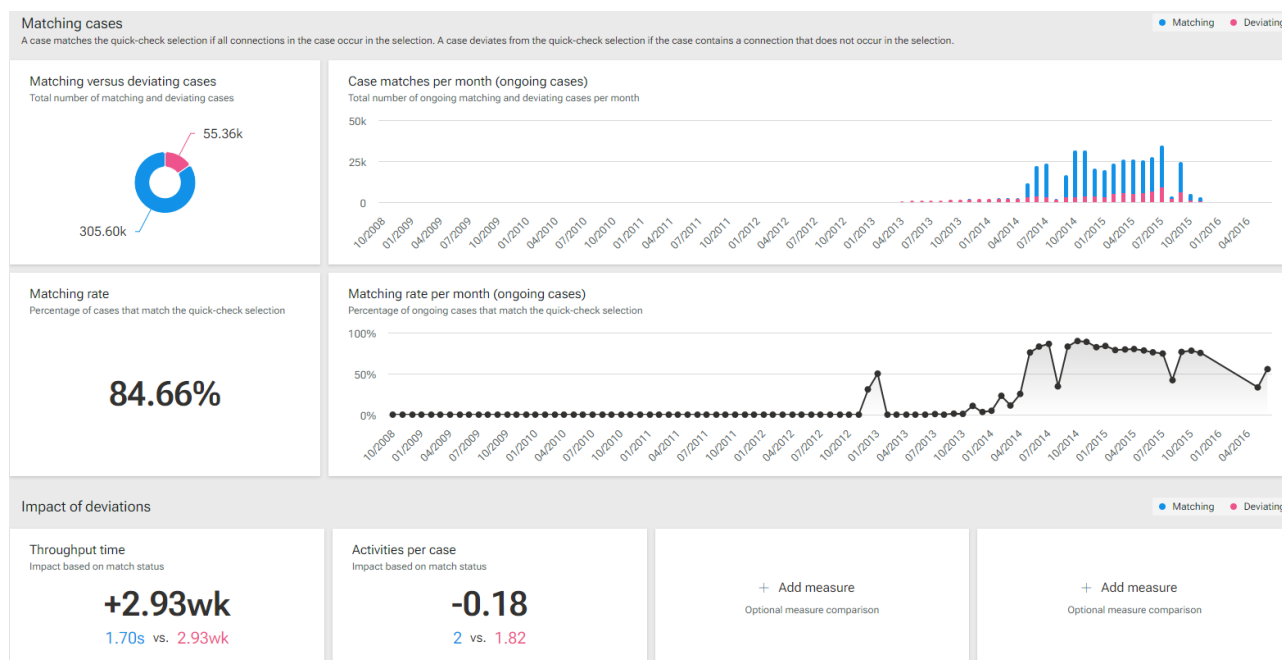 Matching cases
Matching
Deviating
A case matches the quick-check selection if all connections in the case occur in the selection. A case deviates from the quick-check selection if the case contains a connection that does not occur in the selection.
Matching versus deviating cases
Total number of matching and deviating cases
55.36k
305.60k
Case matches per month (ongoing cases)
Total number of ongoing matching and deviating cases per month
50k
25k
0
10/2008 01/2009 04/2009 07/2009 10/2009 01/2010 04/2010 07/2010 10/2010 01/2011 04/2011 07/2011 10/2011 01/2012 04/2012 07/2012 10/2012 01/2013 04/2013 07/2013 10/2013 01/2014 04/2014 07/2014 10/2014 01/2015 04/2015 07/2015 10/2015 01/2016 04/2016
Matching rate
Percentage of cases that match the quick-check selection
84.66%
Matching rate per month (ongoing cases)
Percentage of ongoing cases that match the quick-check selection
100%
50%
0%
10/2008 01/2009 04/2009 07/2009 10/2009 01/2010 04/2010 07/2010 10/2010 01/2011 04/2011 07/2011 10/2011 01/2012 04/2012 07/2012 10/2012 01/2013 04/2013 07/2013 10/2013 01/2014 04/2014 07/2014 10/2014 01/2015 04/2015 07/2015 10/2015 01/2016 04/2016
Impact of deviations
Matching
Deviating
Throughput time
Impact based on match status
+2.93wk
1.70s vs. 2.93wk
Activities per case
Impact based on match status
-0.18
2 vs. 1.82
+ Add measure
Optional measure comparison
+ Add measure
Optional measure comparison